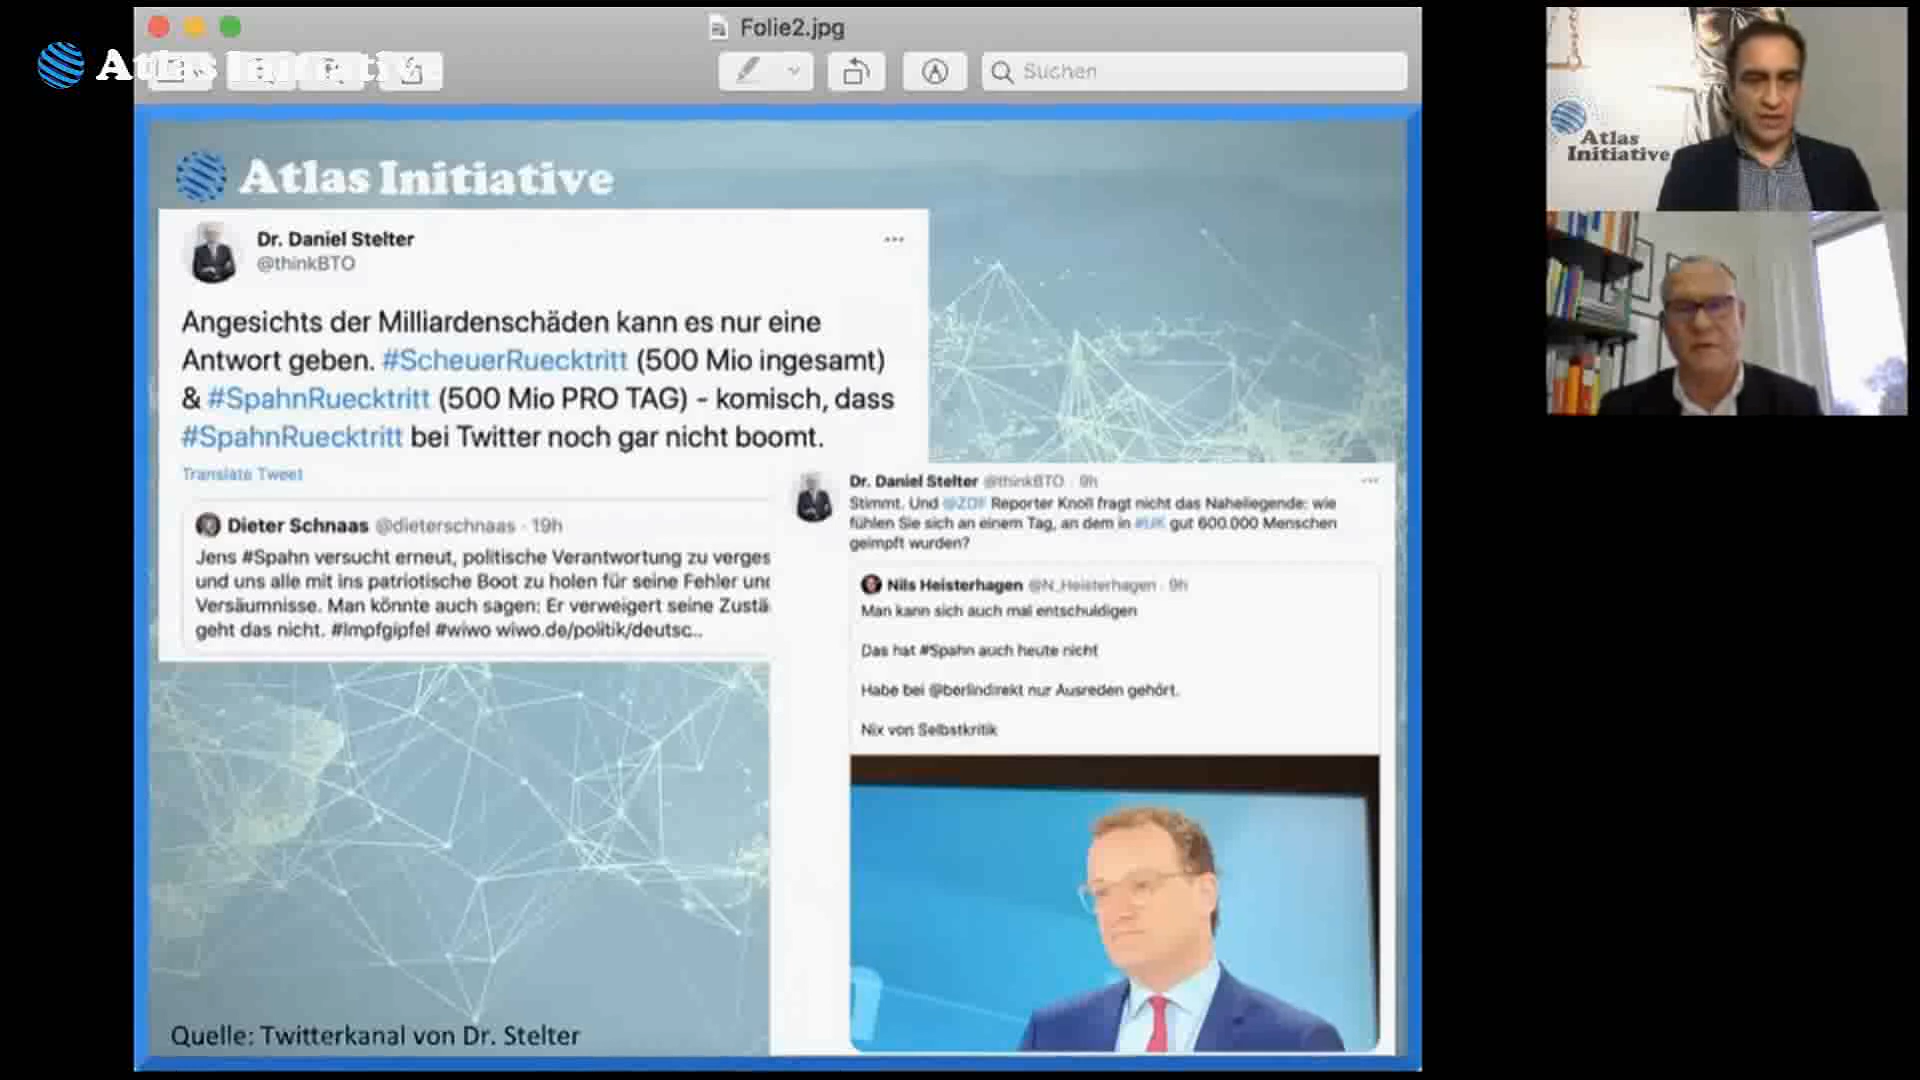 Folie2.jpg
Atlas Initiative
Suchen
Atlas Initiative
Dr. Daniel Stelter
@thinkBTO
Angesichts der Milliardenschäden kann es nur eine
Antwort geben. #ScheuerRuecktritt (500 Mio ingesamt)
& #SpahnRuecktritt (500 Mio PRO TAG) - komisch, dass
#SpahnRuecktritt bei Twitter noch gar nicht boomt.
Translate Tweet
Dieter Schnaas @dieterschnaas · 19h
Jens #Spahn versucht erneut, politische Verantwortung zu verges
und uns alle mit ins patriotische Boot zu holen für seine Fehler und
Versäumnisse. Man könnte auch sagen: Er verweigert seine Zustä
geht das nicht. #Impfgipfel #wiwo wiwo.de/politik/deutsc...
Dr. Daniel Stelter @thinkBTO · 9h
Stimmt. Und @ZDF Reporter Knoll fragt nicht das Naheliegende: wie
fühlen Sie sich an einem Tag, an dem in #UK gut 600.000 Menschen
geimpft wurden?
Nils Heisterhagen @N_Heisterhagen · 9h
Man kann sich auch mal entschuldigen
Das hat #Spahn auch heute nicht
Habe bei @berlindirekt nur Ausreden gehört.
Nix von Selbstkritik
Quelle: Twitterkanal von Dr. Stelter
Atlas
Initiative